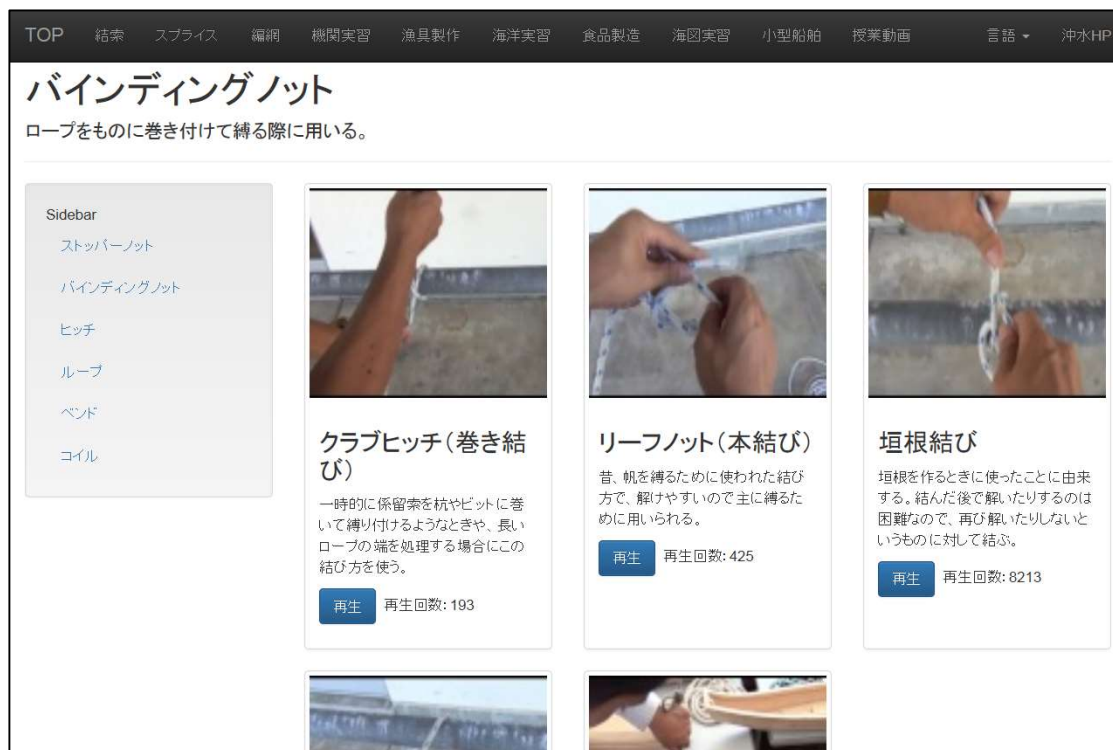 TOP 結索 スプライス 編網 機関実習 漁具製作 海洋実習 食品製造 海図実習 小型船舶 授業動画 言語 沖水HP
バインディングノット
ロープをものに巻き付けて縛る際に用いる。
Sidebar
ストッパーノット
バインディングノット
ヒッチ
ループ
ベンド
コイル
クラブヒッチ（巻き結
び）
一時的に係留索を杭やビットに巻
いて縛り付けるようなときや、長い
ロープの端を処理する場合にこの
結び方を使う。
再生 再生回数: 193
リーフノット（本結び）
昔、帆を縛るために使われた結び
方で、解けやすいので主に縛るた
めに用いられる。
再生 再生回数: 425
垣根結び
垣根を作るときに使ったことに由来
する。結んだ後で解いたりするのは
困難なので、再び解いたりしないと
いうものに対して結ぶ。
再生 再生回数: 8213